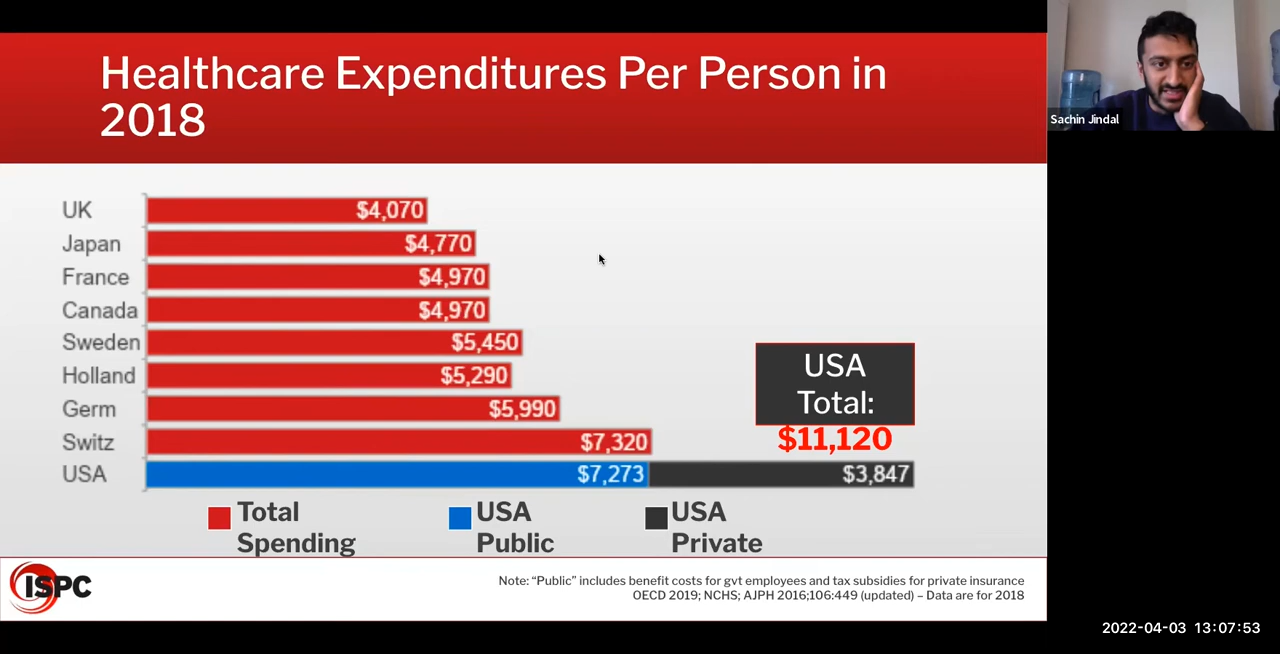 Healthcare Expenditures Per Person in
2018
Sachin Jindal
UK $4,070
Japan $4,770
France $4,970
Canada $4,970
Sweden $5,450
Holland $5,290
Germ $5,990
Switz $7,320
USA $7,273 $3,847
USA
Total:
$11,120
Total
Spending
USA
Public
USA
Private
ISPC
Note: “Public” includes benefit costs for gvt employees and tax subsidies for private insurance
OECD 2019; NCHS; AJPH 2016;106:449 (updated) – Data are for 2018
2022-04-03 13:07:53